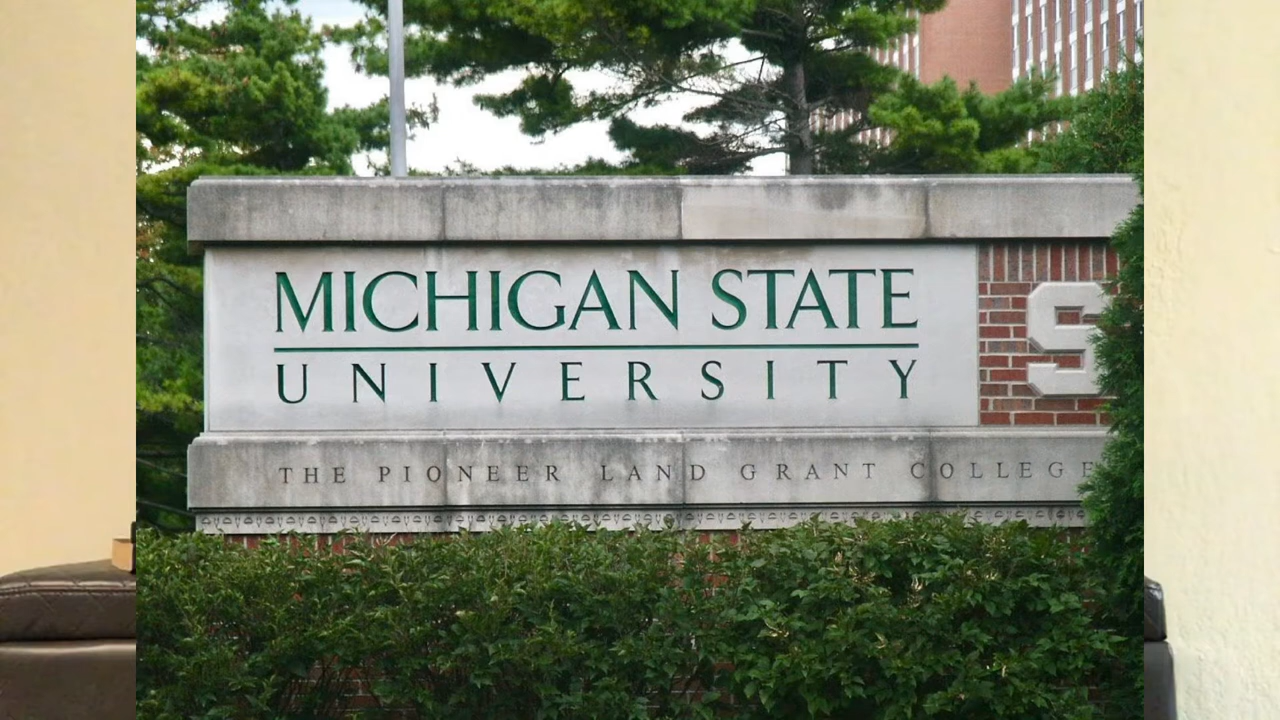 MICHIGAN STATE
UNIVERSITY
S
THE PIONEER LAND GRANT COLLEGE